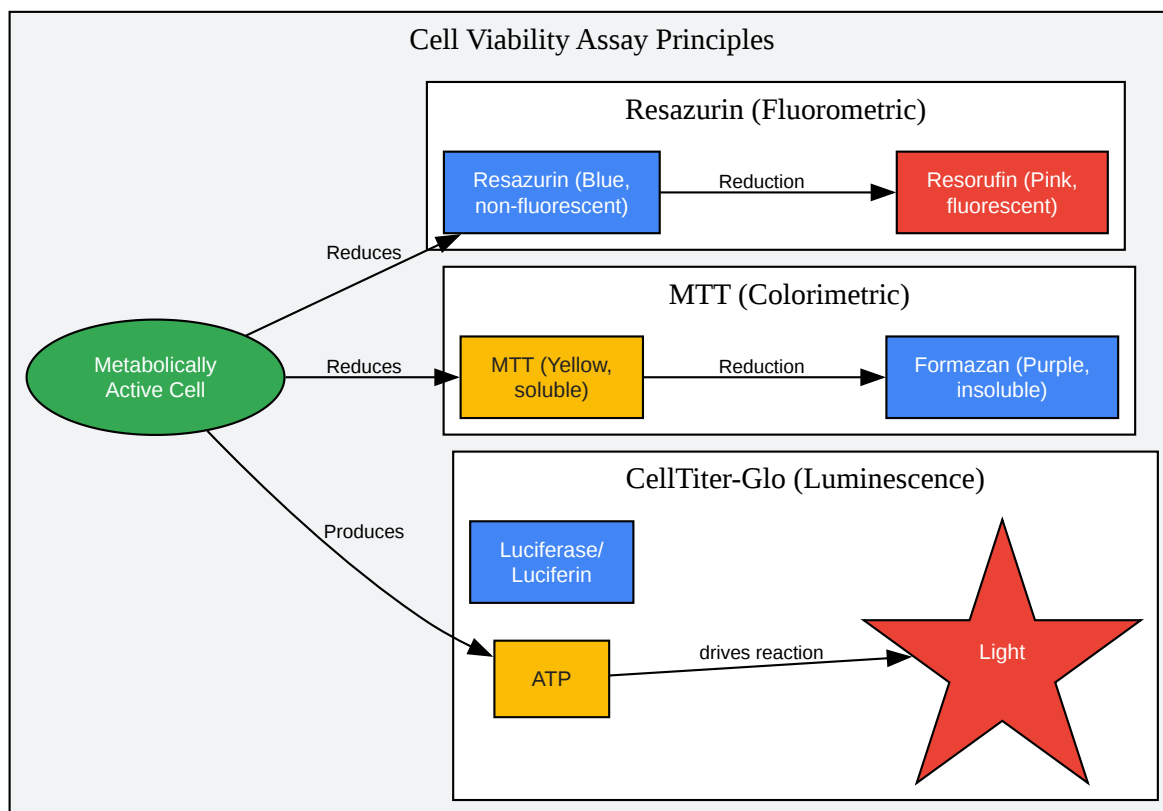 Cell Viability Assay Principles
Resazurin (Fluorometric)
Resazurin (Blue,
non-fluorescent)
Reduction
Resorufin (Pink,
fluorescent)
Reduces
MTT (Colorimetric)
Metabolically
Active Cell
Reduces
MTT (Yellow,
soluble)
Reduction
Formazan (Purple,
insoluble)
CellTiter-Glo (Luminescence)
Produces
Luciferase/
Luciferin
ATP
drives reaction
Light